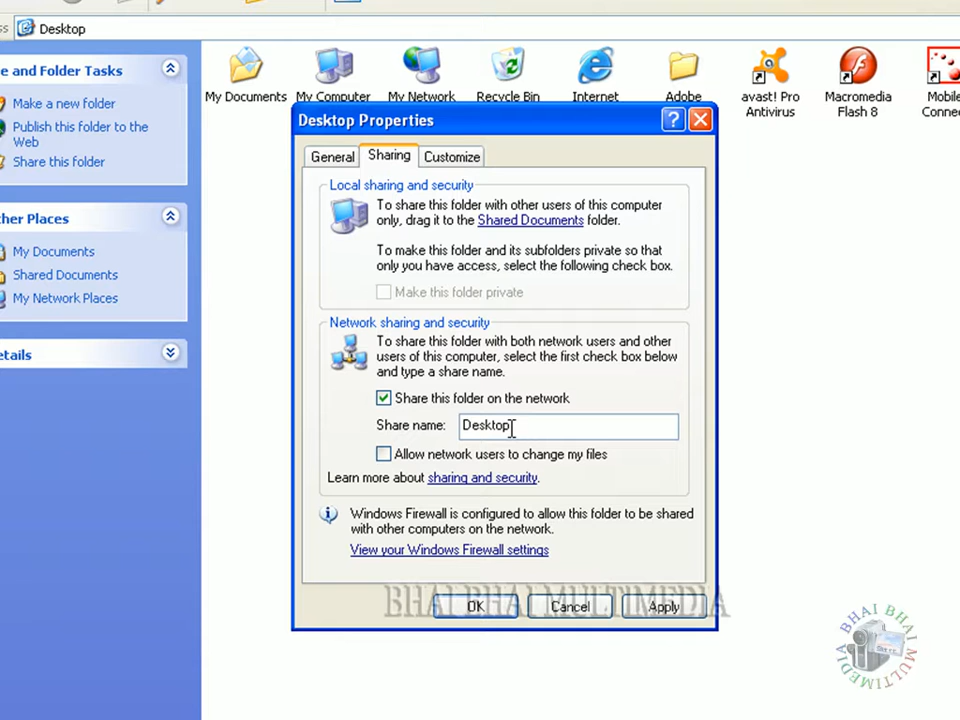 Desktop
e and Folder Tasks
Make a new folder
Publish this folder to the
Web
Share this folder
ther Places
My Documents
Shared Documents
My Network Places
etails
My Documents
My Computer
My Network
Recycle Bin
Internet
Adobe
avast! Pro
Antivirus
Macromedia
Flash 8
Mobile
Conne
Desktop Properties
General
Sharing
Customize
Local sharing and security
To share this folder with other users of this computer
only, drag it to the Shared Documents folder.
To make this folder and its subfolders private so that
only you have access, select the following check box.
Make this folder private
Network sharing and security
To share this folder with both network users and other
users of this computer, select the first check box below
and type a share name.
Share this folder on the network
Share name: Desktop
Allow network users to change my files
Learn more about sharing and security.
Windows Firewall is configured to allow this folder to be shared
with other computers on the network.
View your Windows Firewall settings
OK
Cancel
Apply
BHAI BHAI MULTIMEDIA
BHAI BHAI MULTIMEDIA